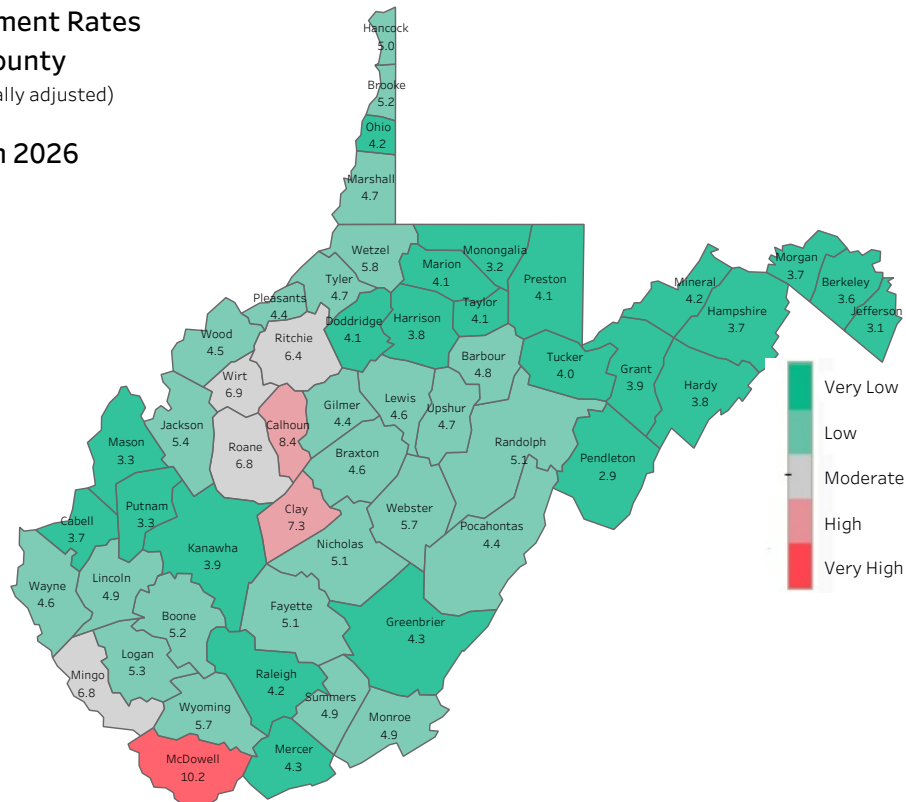 ment Rates
ounty
ally adjusted)
n 2026
Hancock
5.0
Brooke
5.2
Ohio
4.2
Marshall
4.7
Wetzel
5.8
Monongalia
3.2
Marion
4.1
Preston
4.1
Tyler
4.7
Pleasants
4.4
Doddridge
4.1
Harrison
3.8
Taylor
4.1
Mineral
4.2
Hampshire
3.7
Morgan
3.7
Berkeley
3.6
Jefferson
3.1
Wood
4.5
Ritchie
6.4
Wirt
6.9
Barbour
4.8
Tucker
4.0
Grant
3.9
Hardy
3.8
Mason
3.3
Jackson
5.4
Roane
6.8
Calhoun
8.4
Gilmer
4.4
Lewis
4.6
Upshur
4.7
Randolph
5.1
Pendleton
2.9
Braxton
4.6
Putnam
3.3
Cabell
3.7
Kanawha
3.9
Clay
7.3
Nicholas
5.1
Webster
5.7
Pocahontas
4.4
Wayne
4.6
Lincoln
4.9
Boone
5.2
Fayette
5.1
Greenbrier
4.3
Mingo
6.8
Logan
5.3
Raleigh
4.2
Summers
4.9
Monroe
4.9
Wyoming
5.7
McDowell
10.2
Mercer
4.3
Very Low
Low
Moderate
High
Very High